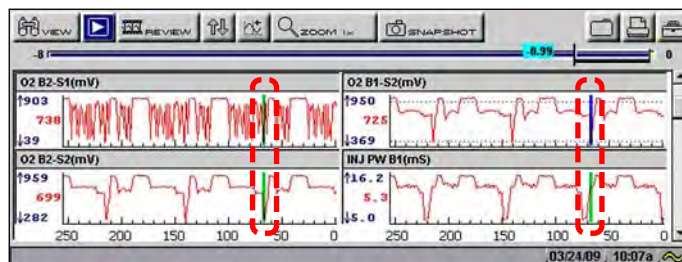 VIEW REVIEW ZOOM 1x SNAPSHOT
-8 -0.99 0
O2 B2-S1(mV) O2 B1-S2(mV)
↑903 ↑950
738 725
↓39 ↓369
O2 B2-S2(mV) INJ PW B1(mS)
↑959 ↑16.2
699 5.3
↓282 ↓5.0
250 200 150 100 50 0 250 200 150 100 50 0
03/24/09 10:07a